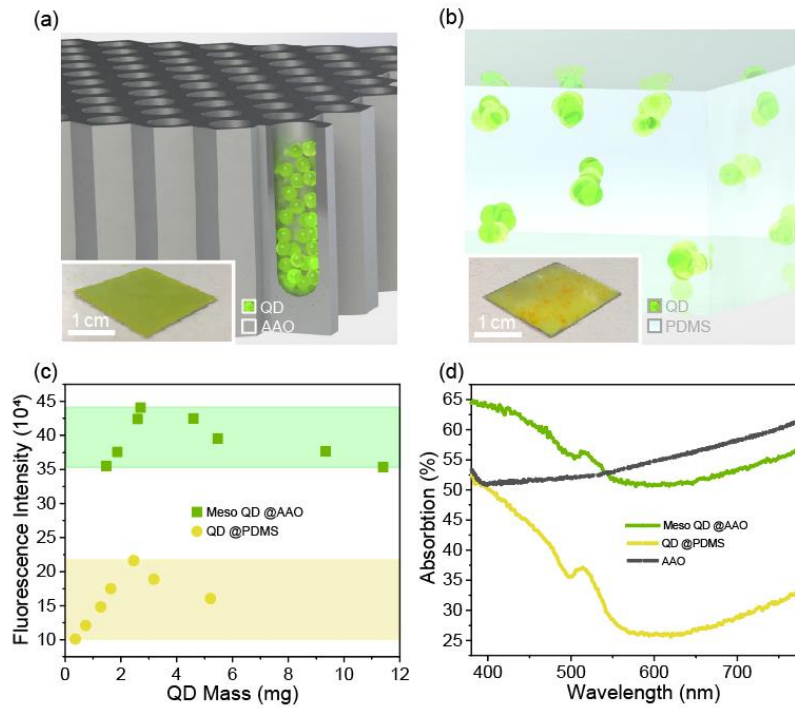 (a)
1 cm
QD
AAO
(b)
1 cm
QD
PDMS
(c)
Fluorescence Intensity (10⁴)
45
40
35
30
25
20
15
10
Meso QD @AAO
QD @PDMS
0 2 4 6 8 10 12
QD Mass (mg)
(d)
Absorbtion (%)
65
60
55
50
45
40
35
30
25
Meso QD @AAO
QD @PDMS
AAO
400 500 600 700
Wavelength (nm)